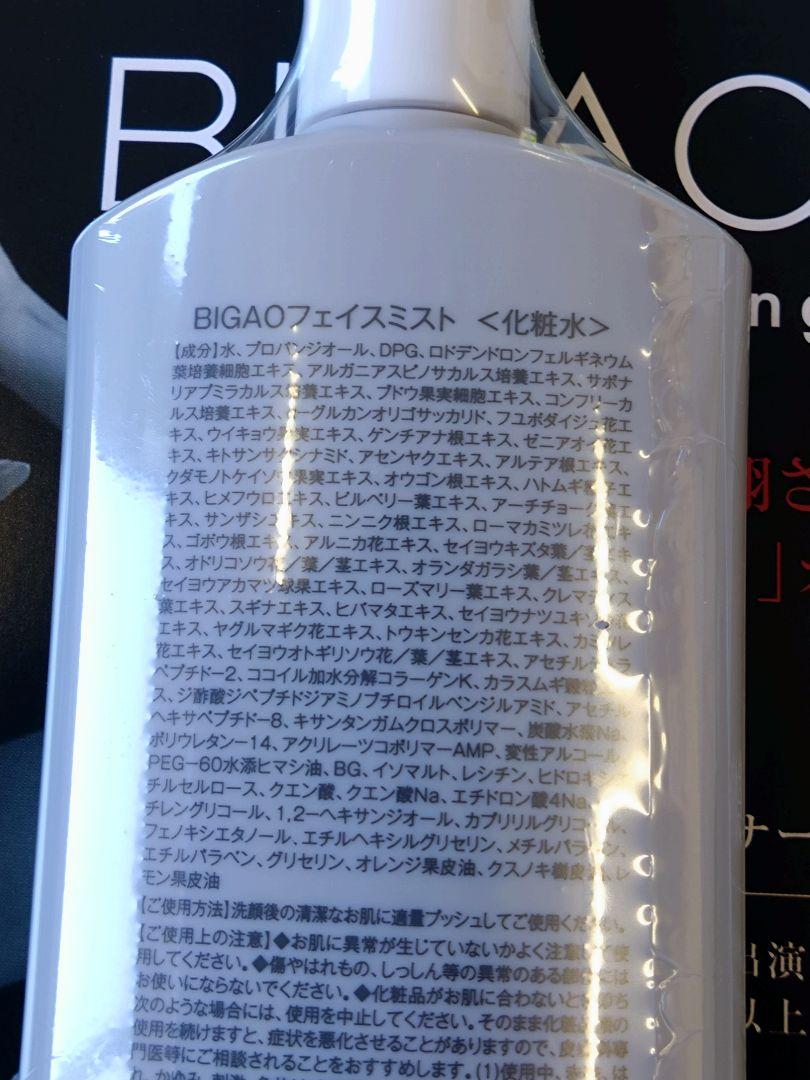 BIGAO
BIGAOフェイスミスト <化粧水>
【成分】水、プロパンジオール、DPG、ロドデンドロンフェルギネウム
葉培養細胞エキス、アルガニアスピノサカルス培養エキス、サポナ
リアプミラカルス培養エキス、ブドウ果実細胞エキス、コンフリーカ
ルス培養エキス、 ーグルカンオリゴサッカリド、フユボダイジュ花エ
キス、ウイキョウ果実エキス、ゲンチアナ根エキス、ゼニアオイ花エ
キス、キトサンサクシナミド、アセンヤクエキス、アルテア根エキス、
クダモノトケイソウ果実エキス、オウゴン根エキス、ハトムギ種子エ
キス、ヒメフウロエキス、ビルベリー葉エキス、アーチチョーク葉エ
キス、サンザシエキス、ニンニク根エキス、ローマカミツレ花エキ
ス、ゴボウ根エキス、アルニカ花エキス、セイヨウキズタ葉/茎エキ
ス、オドリコソウ花/葉/茎エキス、オランダガラシ葉/茎エキス、
セイヨウアカマツ球果エキス、ローズマリー葉エキス、クレマティス
葉エキス、スギナエキス、ヒバマタエキス、セイヨウナツユキソウ花
エキス、ヤグルマギク花エキス、トウキンセンカ花エキス、カミツレ
花エキス、セイヨウオトギリソウ花/葉/茎エキス、アセチルテトラ
ペプチド-2、ココイル加水分解コラーゲンK、カラスムギ穀粒エキ
ス、ジ酢酸ジペプチドジアミノブチロイルベンジルアミド、アセチル
ヘキサペプチド-8、キサンタンガムクロスポリマー、炭酸水素Na、
ポリウレタン-14、アクリレーツコポリマーAMP、変性アルコール、
PEG-60水添ヒマシ油、BG、イソマルト、レシチン、ヒドロキシエ
チルセルロース、クエン酸、クエン酸Na、エチドロン酸4Na、
チレングリコール、1,2-ヘキサンジオール、カプリリルグリコール、
フェノキシエタノール、エチルヘキシルグリセリン、メチルパラベン、
エチルパラベン、グリセリン、オレンジ果皮油、クスノキ樹皮油、レ
モン果皮油
【ご使用方法】洗顔後の清潔なお肌に適量プッシュしてご使用ください。
【ご使用上の注意】◆お肌に異常が生じていないかよく注意して使
用してください。◆傷やはれもの、しっしん等の異常のある部位には
お使いにならないでください。◆化粧品がお肌に合わないとき即ち
次のような場合には、使用を中止してください。そのまま化粧品類の
使用を続けますと、症状を悪化させることがありますので、皮膚科専
門医等にご相談されることをおすすめします。(1)使用中、赤み、は
ナー
出演
以上